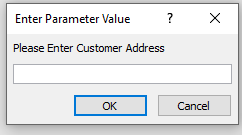 Enter Parameter Value ? ×
Please Enter Customer Address
OK Cancel